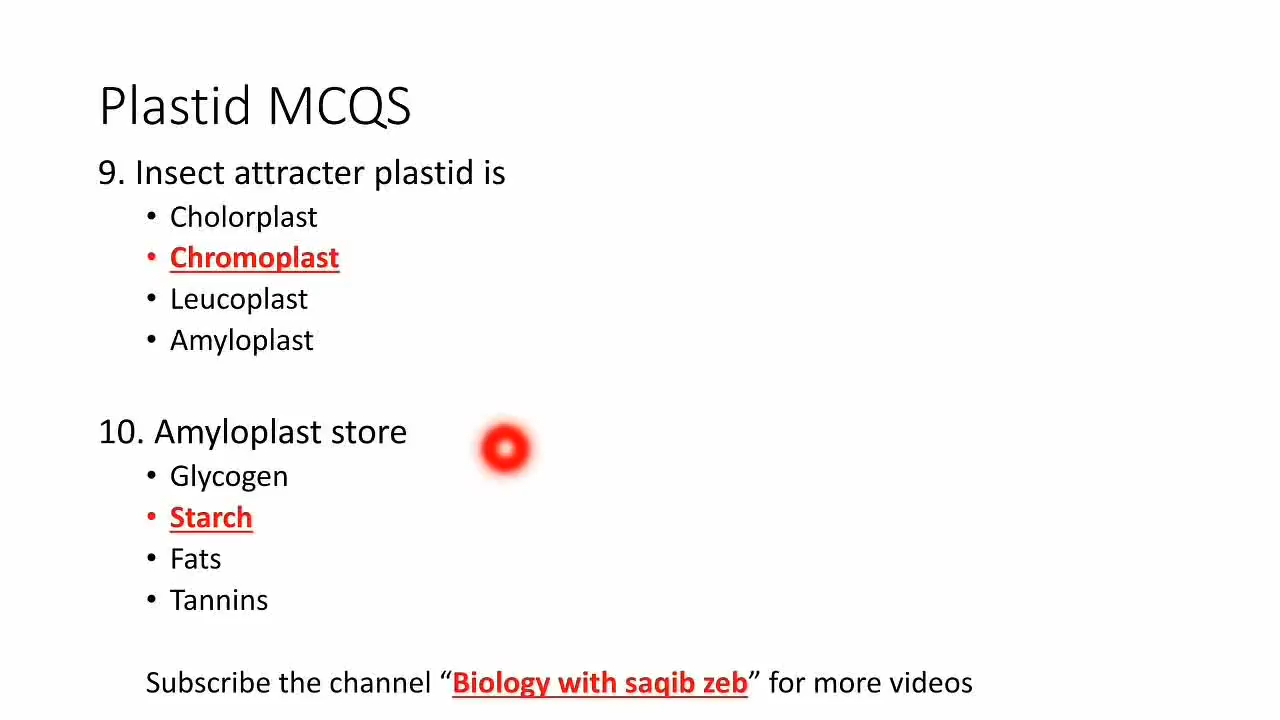 Plastid MCQS
9. Insect attracter plastid is
• Cholorplast
• Chromoplast
• Leucoplast
• Amyloplast
10. Amyloplast store
• Glycogen
• Starch
• Fats
• Tannins
Subscribe the channel “Biology with saqib zeb” for more videos